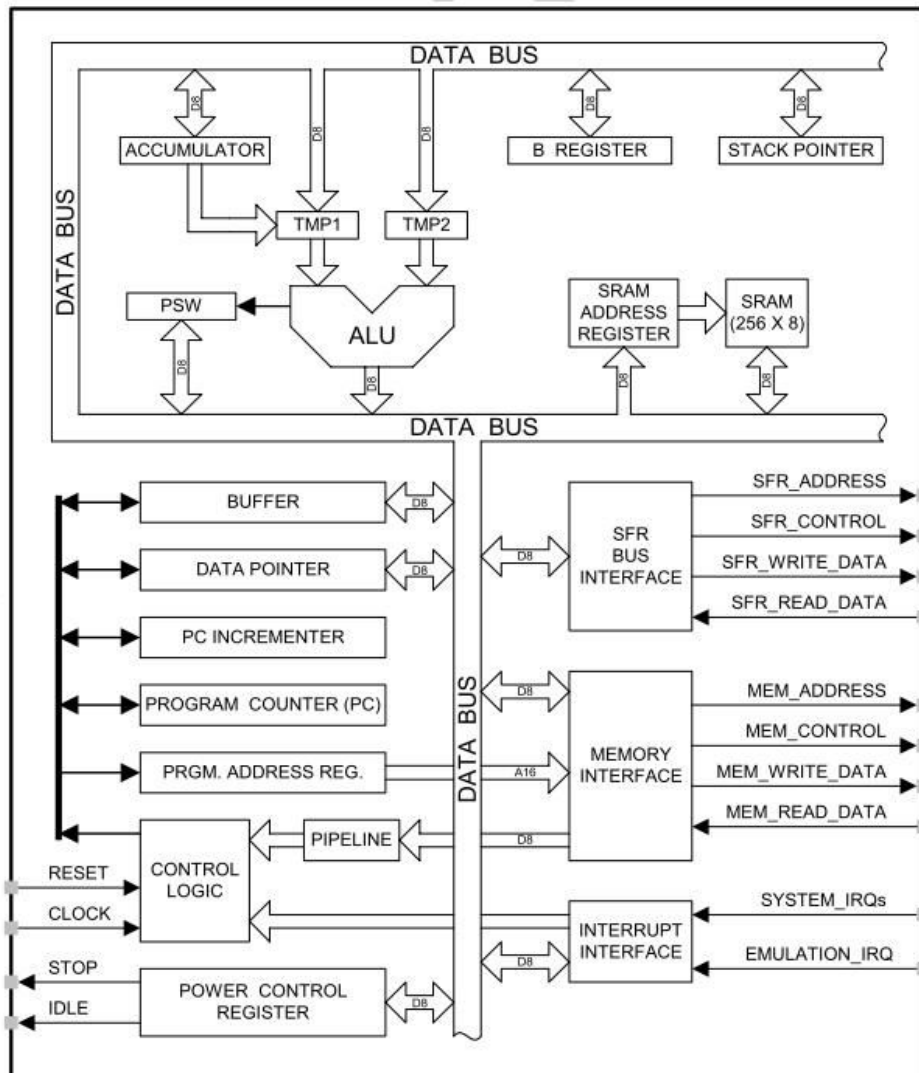 DATA BUS
D8
D8
D8
D8
D8
ACCUMULATOR
B REGISTER
STACK POINTER
DATA BUS
TMP1
TMP2
PSW
ALU
SRAM
ADDRESS
REGISTER
SRAM
(256 X 8)
D8
D8
D8
D8
DATA BUS
BUFFER
D8
DATA POINTER
D8
PC INCREMENTER
PROGRAM COUNTER (PC)
PRGM. ADDRESS REG.
A16
PIPELINE
D8
CONTROL
LOGIC
RESET
CLOCK
STOP
IDLE
POWER CONTROL
REGISTER
D8
DATA BUS
D8
SFR
BUS
INTERFACE
SFR_ADDRESS
SFR_CONTROL
SFR_WRITE_DATA
SFR_READ_DATA
D8
MEMORY
INTERFACE
MEM_ADDRESS
MEM_CONTROL
MEM_WRITE_DATA
MEM_READ_DATA
D8
INTERRUPT
INTERFACE
SYSTEM_IRQs
EMULATION_IRQ